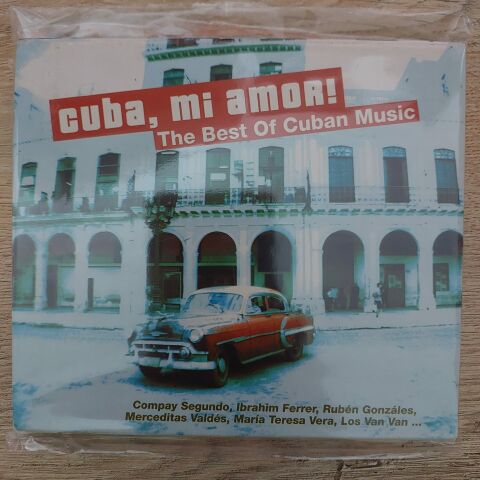 cuba, mi amor!
The Best Of Cuban Music
Compay Segundo, Ibrahim Ferrer, Rubén Gonzáles,
Merceditas Valdés, María Teresa Vera, Los Van Van ...